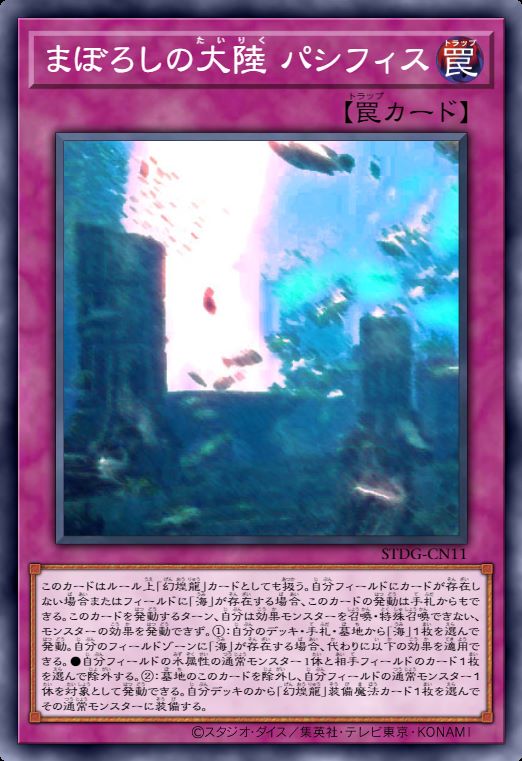 まぼろしの大陸 パシフィス 罠
【罠カード】
STDG-CN11
このカードはルール上「幻煌龍」カードとしても扱う。自分フィールドにカードが存在し
ない場合またはフィールドに「海」が存在する場合、このカードの発動は手札からもで
きる。このカードを発動するターン、自分は効果モンスターを召喚・特殊召喚できない、
モンスターの効果を発動できず。①:自分のデッキ・手札・墓地から「海」1枚を選んで
発動。自分のフィールドゾーンに「海」が存在する場合、代わりに以下の効果を適用で
きる。●自分フィールドの水属性の通常モンスター1体と相手フィールドのカード1枚
を選んで除外する。②:墓地のこのカードを除外し、自分フィールドの通常モンスター1
体を対象として発動できる。自分デッキのから「幻煌龍」装備魔法カード1枚を選んで
その通常モンスターに装備する。
©スタジオ・ダイス/集英社・テレビ東京・KONAMI